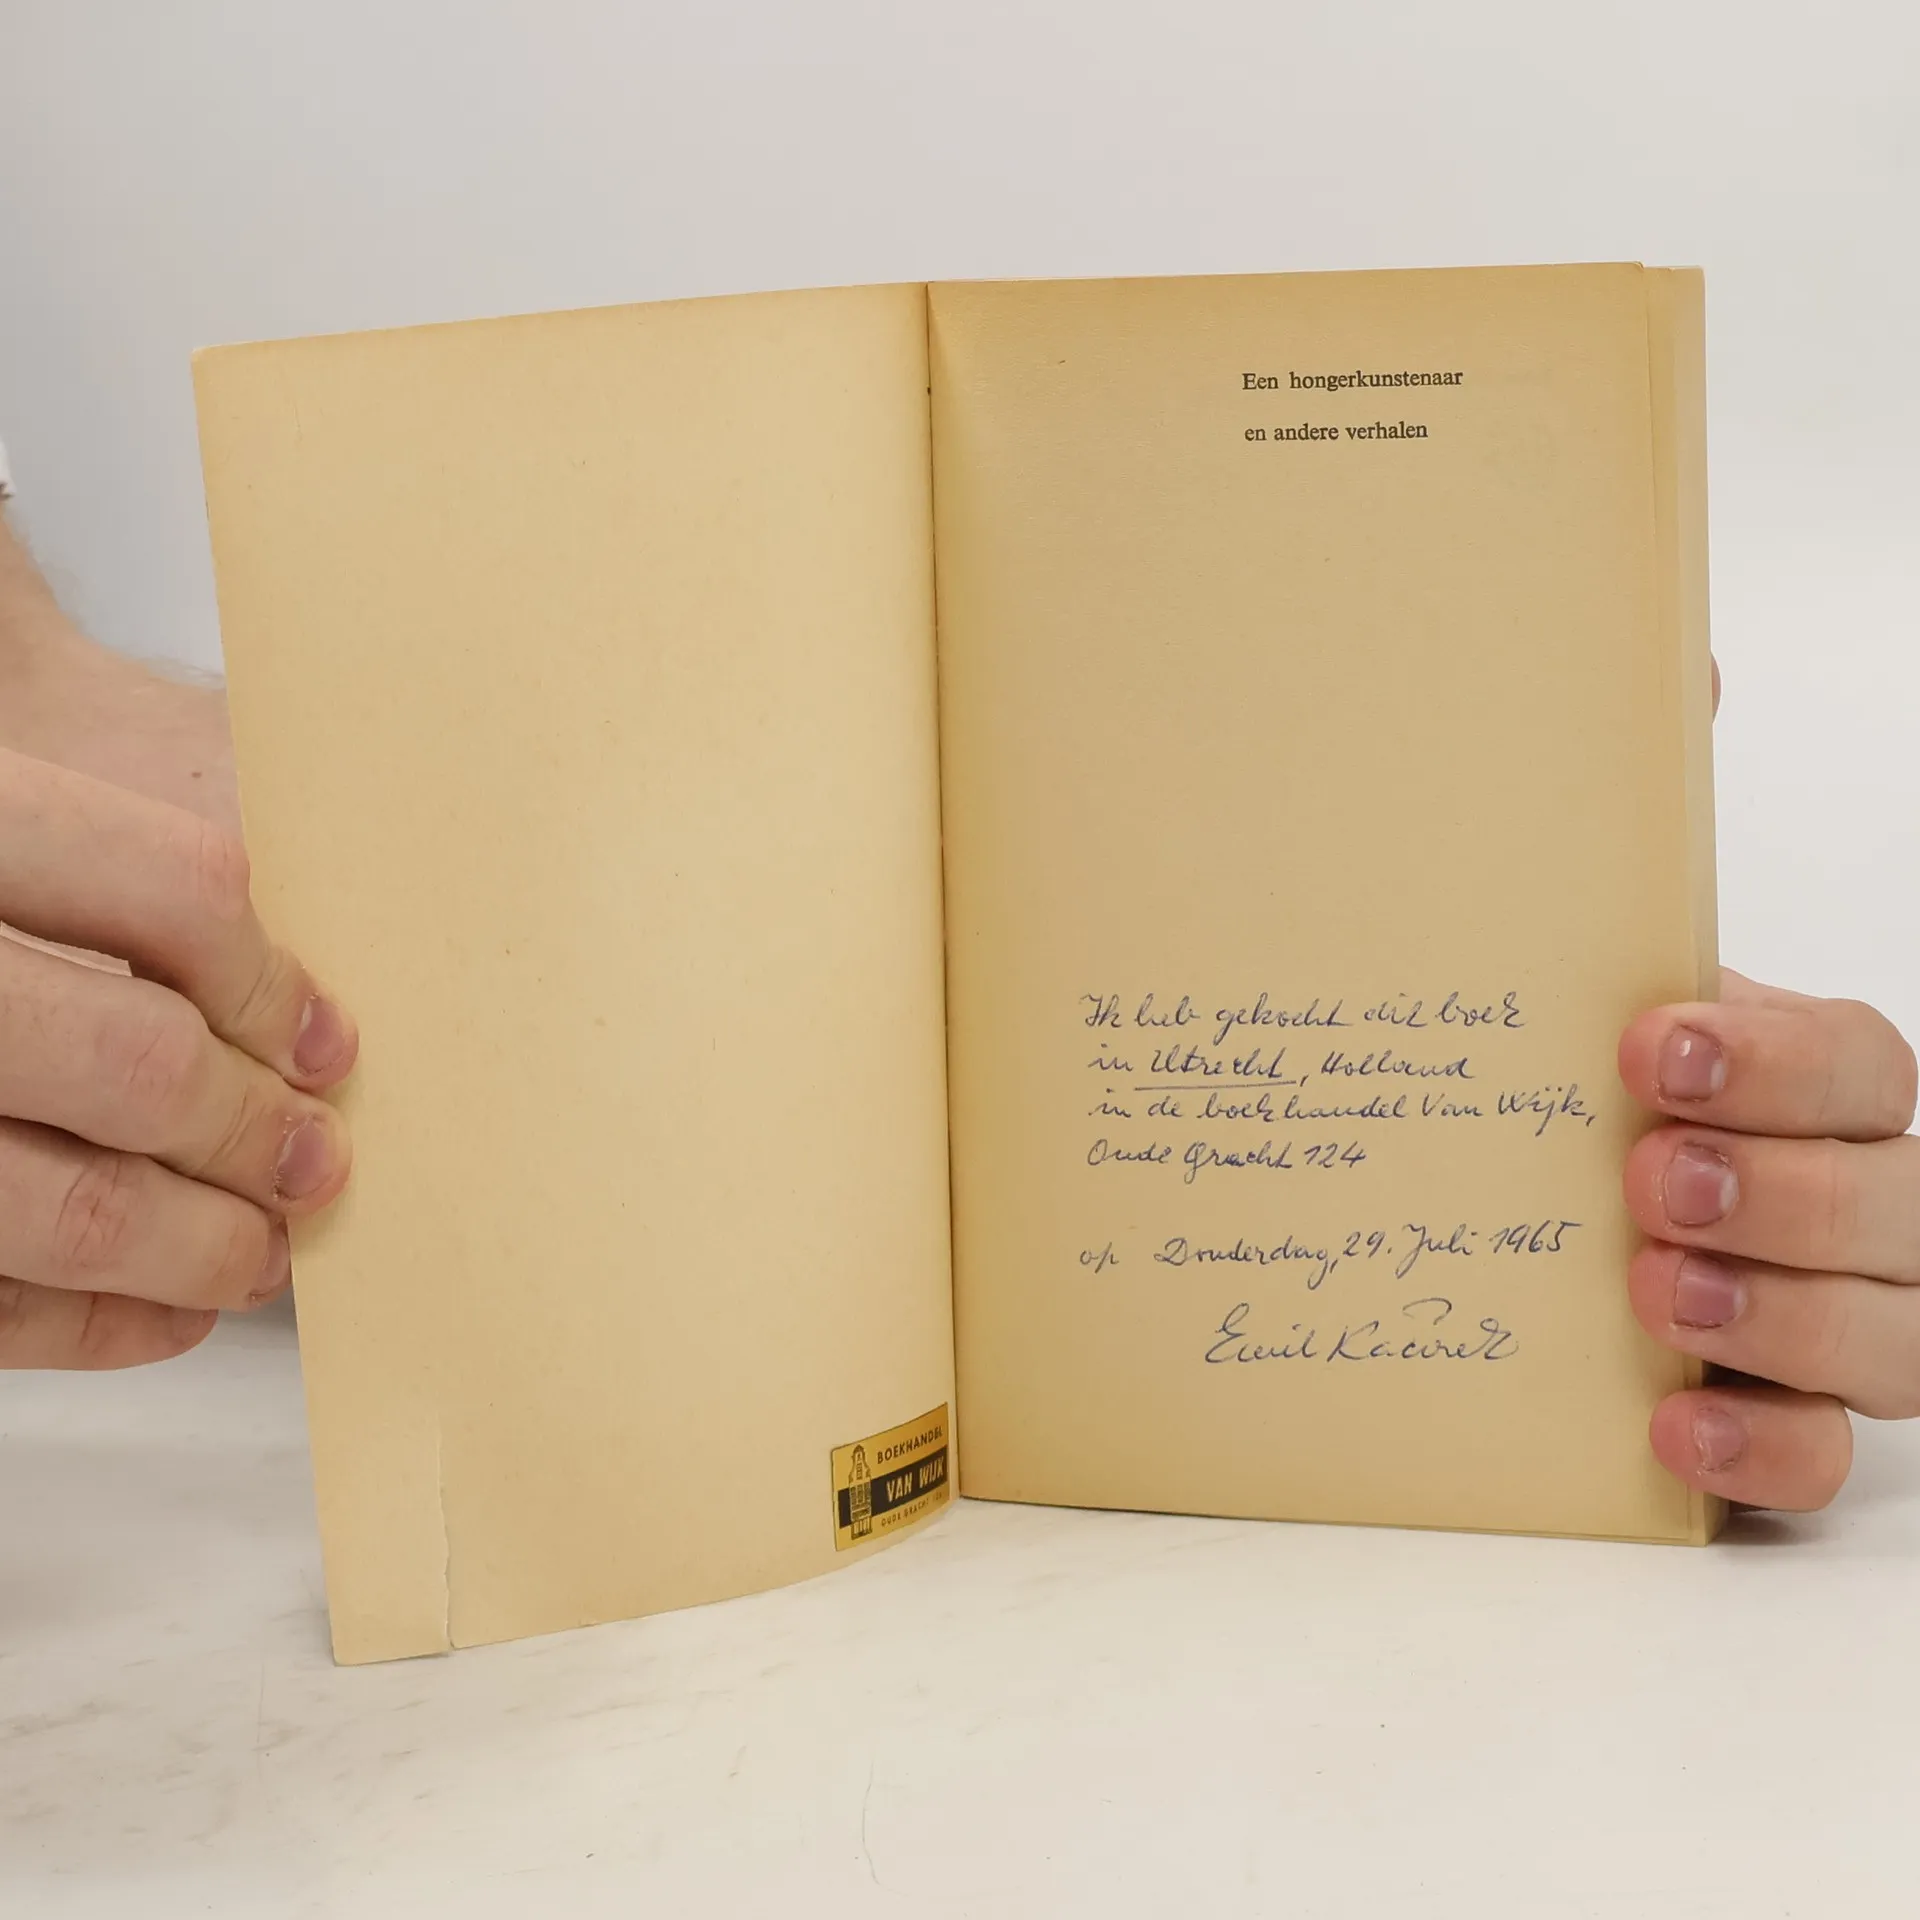 Een hongerkunstenaar
en andere verhalen
Ik heb gekocht dit boek
in Utrecht, Holland
in de boekhandel Van Wijk,
Oude Gracht 124
op Donderdag, 29. Juli 1965
Emil
BOEKHANDEL
VAN WIJK
OUDE GRACHT